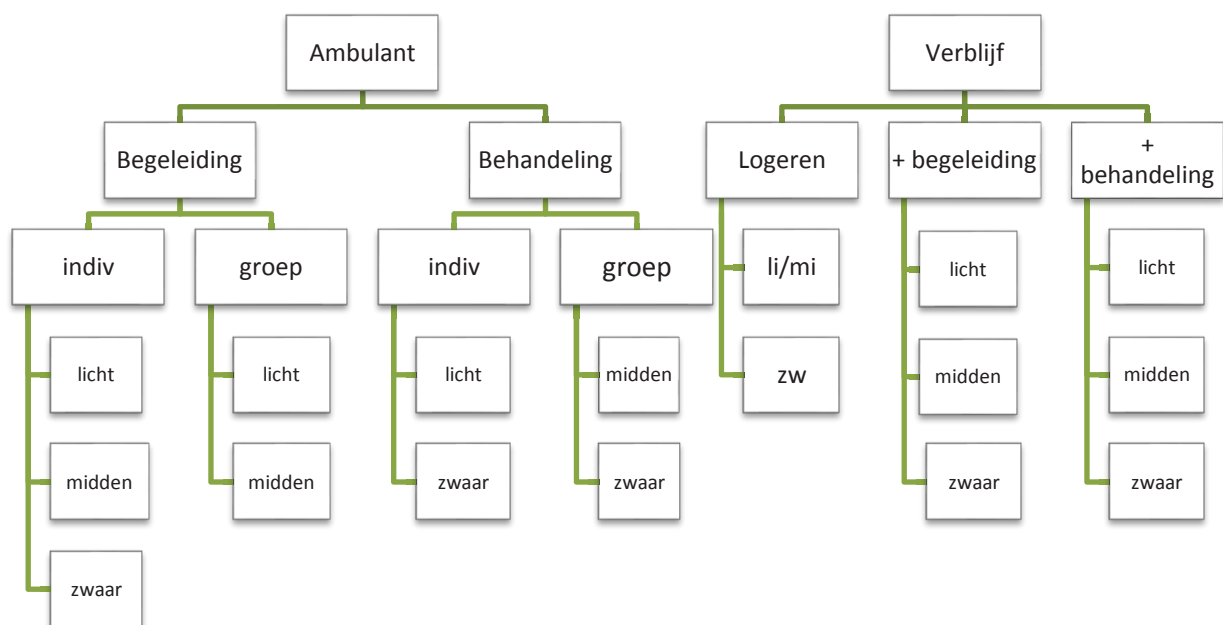 Ambulant
Verblijf
Begeleiding
Behandeling
Logeren
+ begeleiding
+
behandeling
indiv
groep
indiv
groep
li/mi
licht
licht
licht
licht
licht
midden
zw
midden
midden
midden
midden
zwaar
zwaar
zwaar
zwaar
zwaar